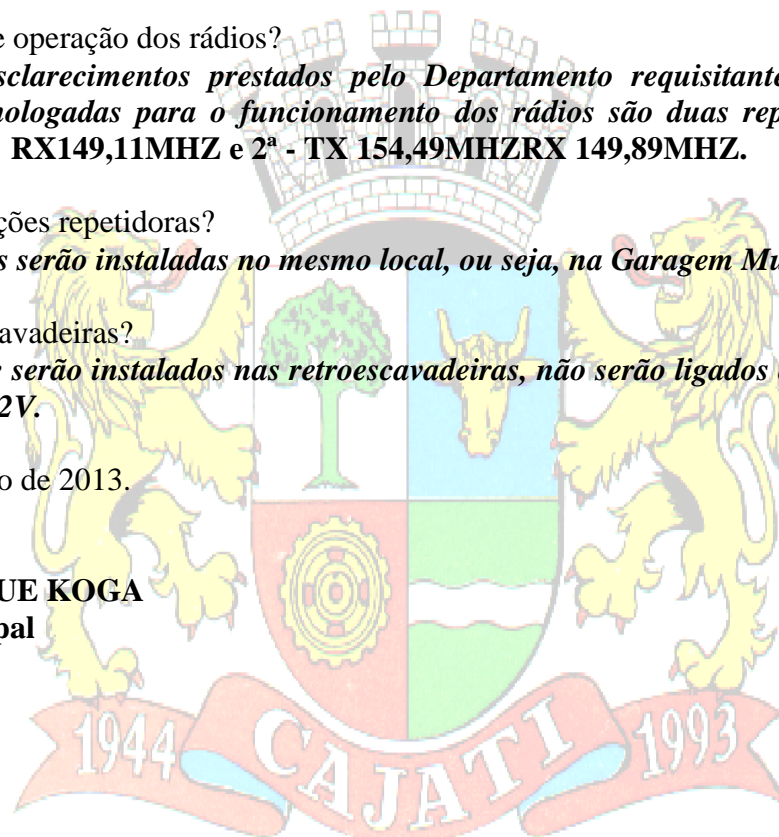 e operação dos rádios?
sclarecimentos prestados pelo Departamento requisitante
nologadas para o funcionamento dos rádios são duas rep
RX149,11MHZ e 2ª - TX 154,49MHZRX 149,89MHZ.
ções repetidoras?
s serão instaladas no mesmo local, ou seja, na Garagem Mu
avadeiras?
serão instalados nas retroescavadeiras, não serão ligados
2V.
o de 2013.
UE KOGA
pal
1944 CAJATI 1993